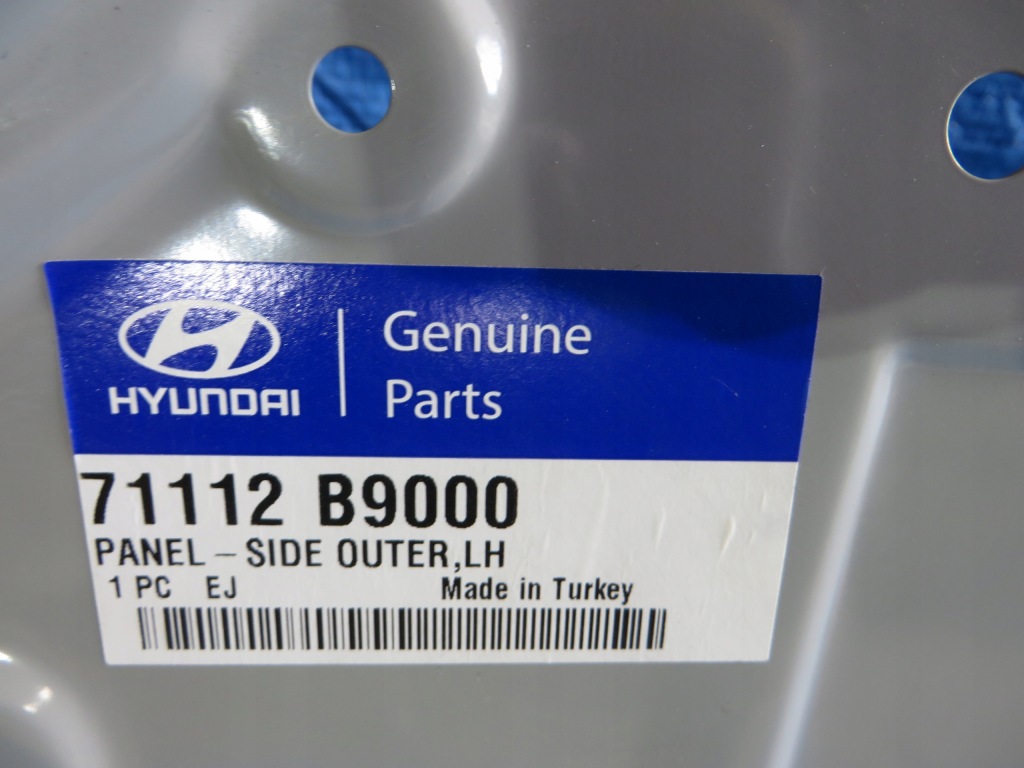 HYUNDAI
Genuine
Parts
71112 B9000
PANEL – SIDE OUTER,LH
1 PC EJ Made in Turkey